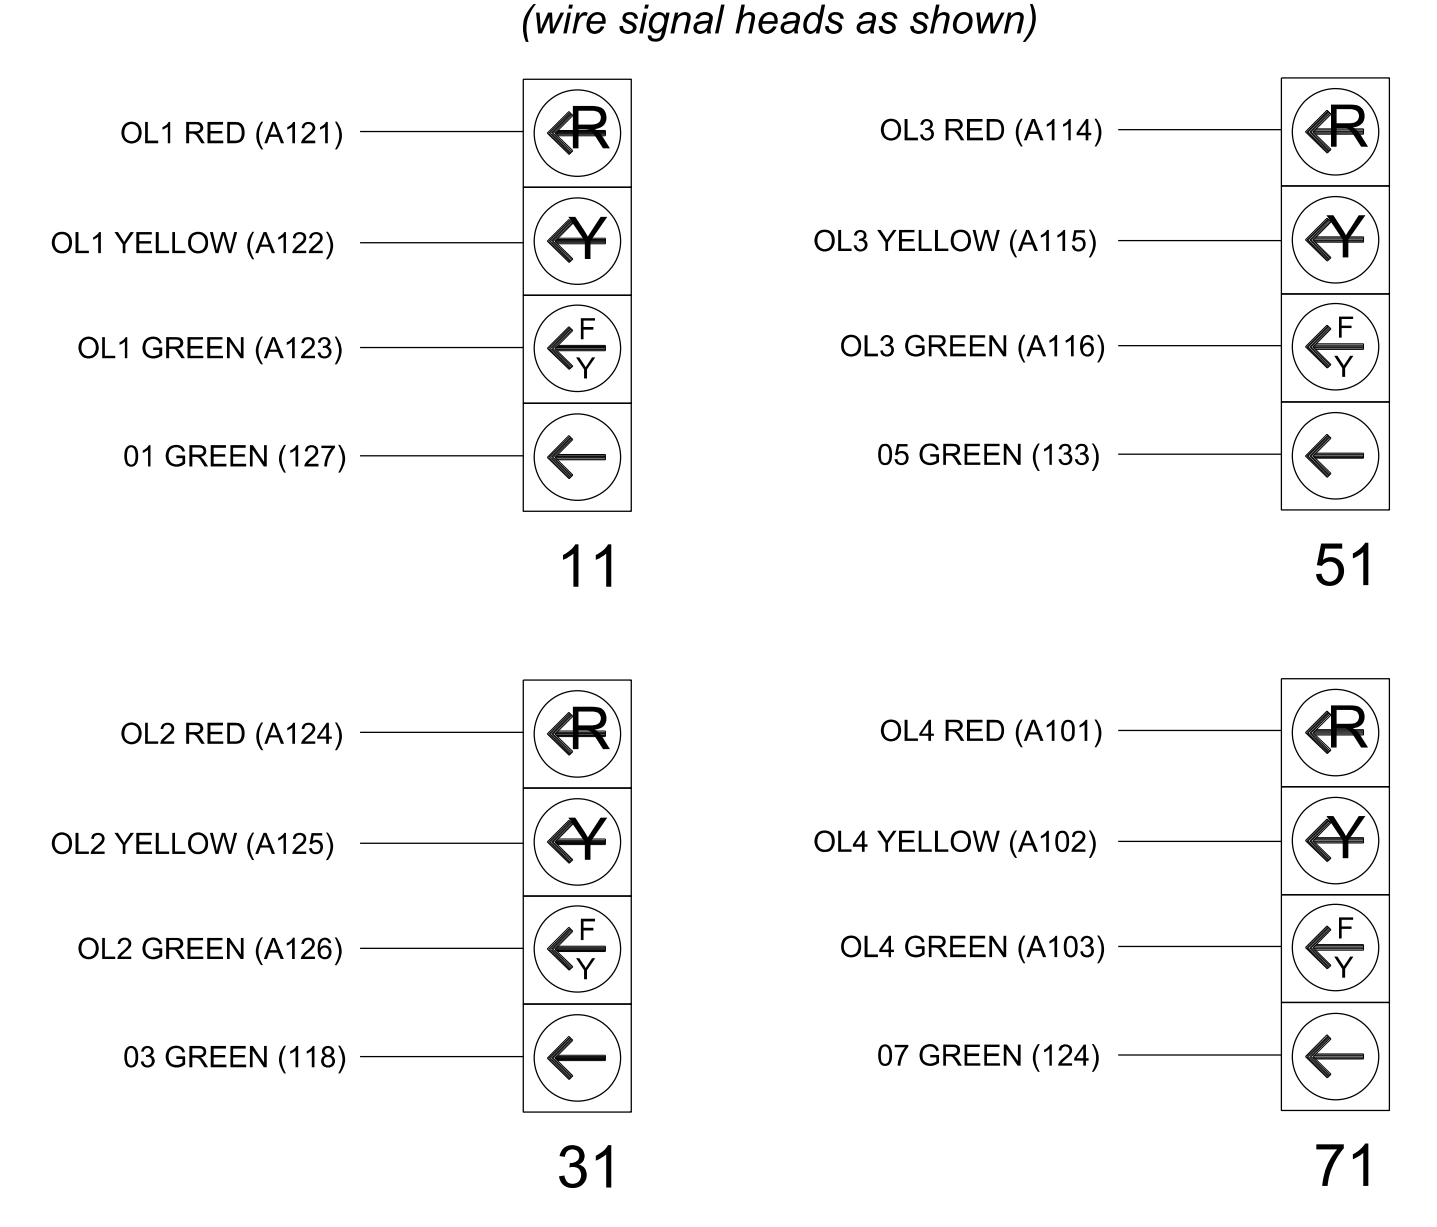 (wire signal heads as shown)
OL1 RED (A121)
R
OL1 YELLOW (A122)
Y
OL1 GREEN (A123)
F
Y
01 GREEN (127)
11
OL3 RED (A114)
R
OL3 YELLOW (A115)
Y
OL3 GREEN (A116)
F
Y
05 GREEN (133)
51
OL2 RED (A124)
R
OL2 YELLOW (A125)
Y
OL2 GREEN (A126)
F
Y
03 GREEN (118)
31
OL4 RED (A101)
R
OL4 YELLOW (A102)
Y
OL4 GREEN (A103)
F
Y
07 GREEN (124)
71